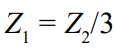 Z₁ = Z₂/3